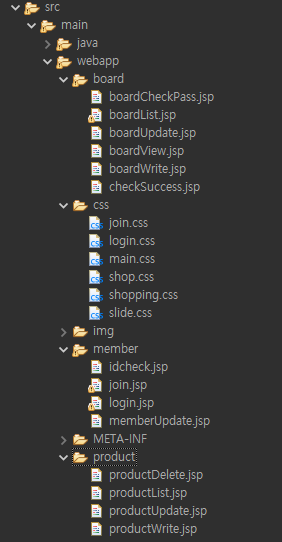 src
main
java
webapp
board
boardCheckPass.jsp
boardList.jsp
boardUpdate.jsp
boardView.jsp
boardWrite.jsp
checkSuccess.jsp
css
join.css
login.css
main.css
shop.css
shopping.css
slide.css
img
member
idcheck.jsp
join.jsp
login.jsp
memberUpdate.jsp
META-INF
product
productDelete.jsp
productList.jsp
productUpdate.jsp
productWrite.jsp